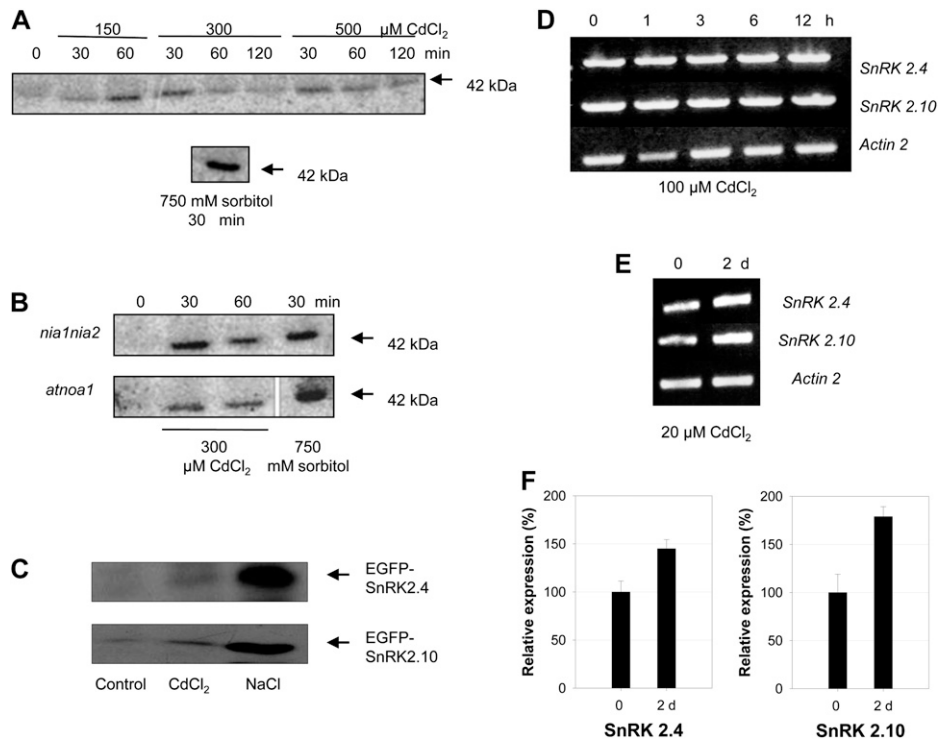 A
150 300 500 µM CdCl2
0 30 60 30 60 120 30 60 120 min
42 kDa
42 kDa
750 mM sorbitol
30 min
B
0 30 60 30 min
nia1nia2
42 kDa
atnoa1
42 kDa
300
µM CdCl2
750
mM sorbitol
C
EGFP-
SnRK2.4
EGFP-
SnRK2.10
Control CdCl2 NaCl
D
0 1 3 6 12 h
SnRK 2.4
SnRK 2.10
Actin 2
100 µM CdCl2
E
0 2 d
SnRK 2.4
SnRK 2.10
Actin 2
20 µM CdCl2
F
Relative expression (%)
200
150
100
50
0
0 2 d
SnRK 2.4
Relative expression (%)
200
150
100
50
0
0 2 d
SnRK 2.10